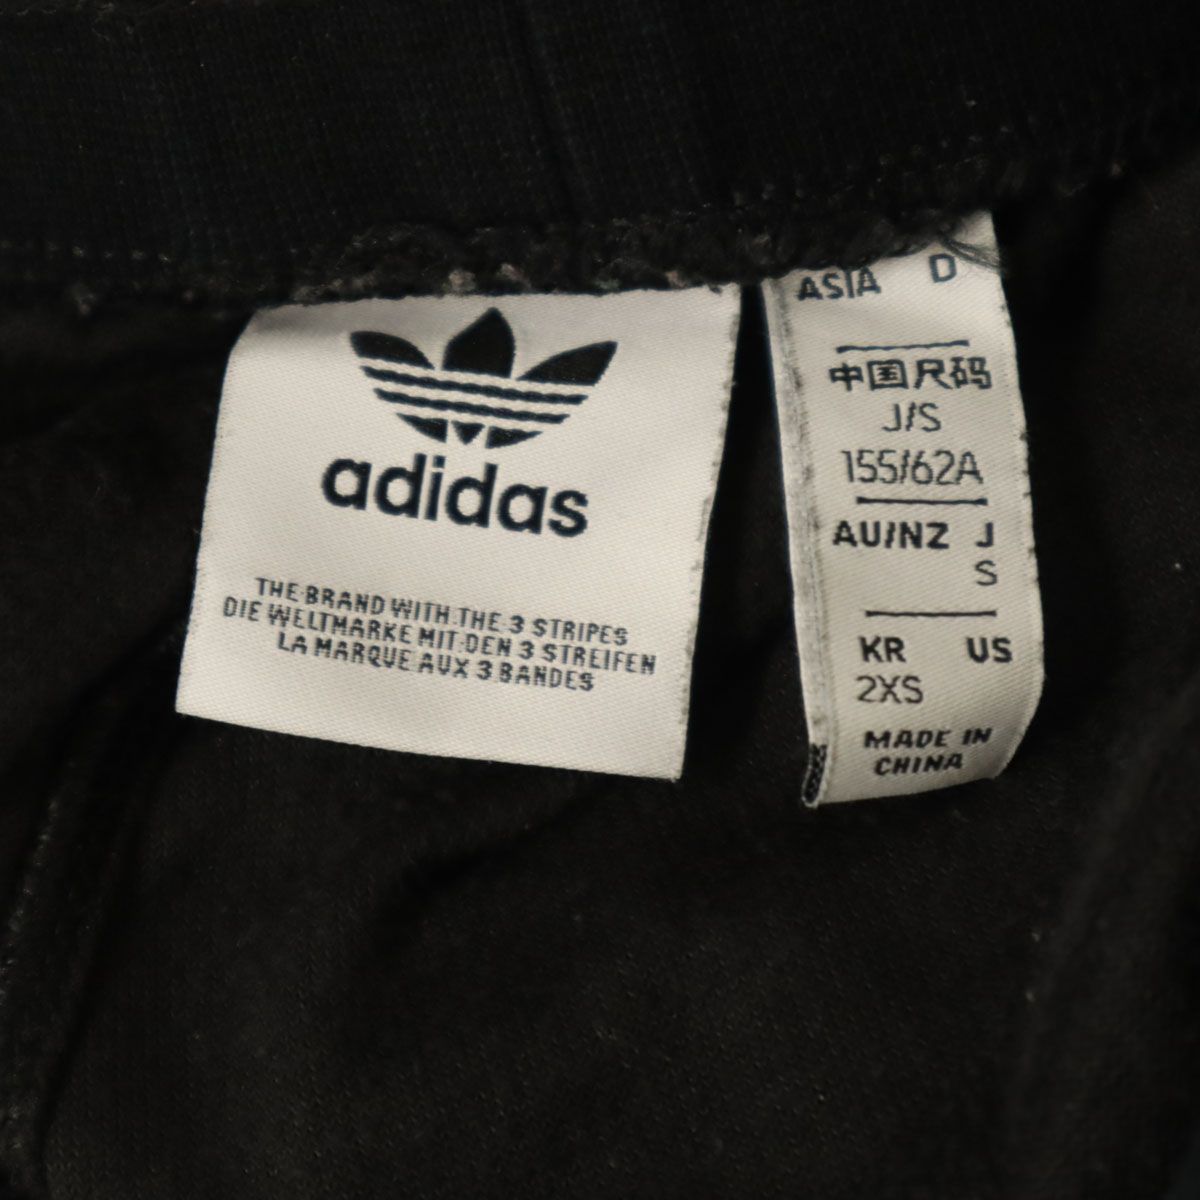 adidas
THE BRAND WITH THE 3 STRIPES
DIE WELTMARKE MIT DEN 3 STREIFEN
LA MARQUE AUX 3 BANDES
ASIA D
中国尺码
J/S
155/62A
AU/NZ J
S
KR US
2XS
MADE IN
CHINA